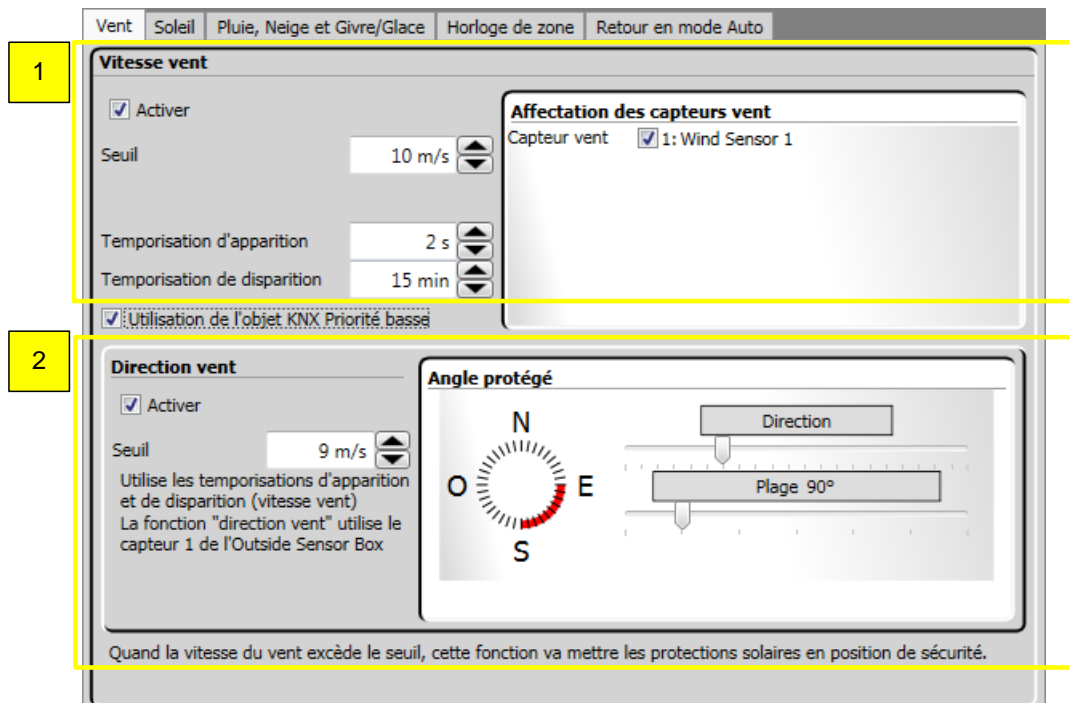 Vent Soleil Pluie, Neige et Givre/Glace Horloge de zone Retour en mode Auto
1
Vitesse vent
Activer
Seuil 10 m/s
Temporisation d'apparition 2 s
Temporisation de disparition 15 min
Utilisation de l'objet KNX Priorité basse
Affectation des capteurs vent
Capteur vent 1: Wind Sensor 1
2
Direction vent
Activer
Seuil 9 m/s
Utilise les temporisations d'apparition
et de disparition (vitesse vent)
La fonction "direction vent" utilise le
capteur 1 de l'Outside Sensor Box
Angle protégé
N
O E
S
Direction
Plage 90°
Quand la vitesse du vent excède le seuil, cette fonction va mettre les protections solaires en position de sécurité.